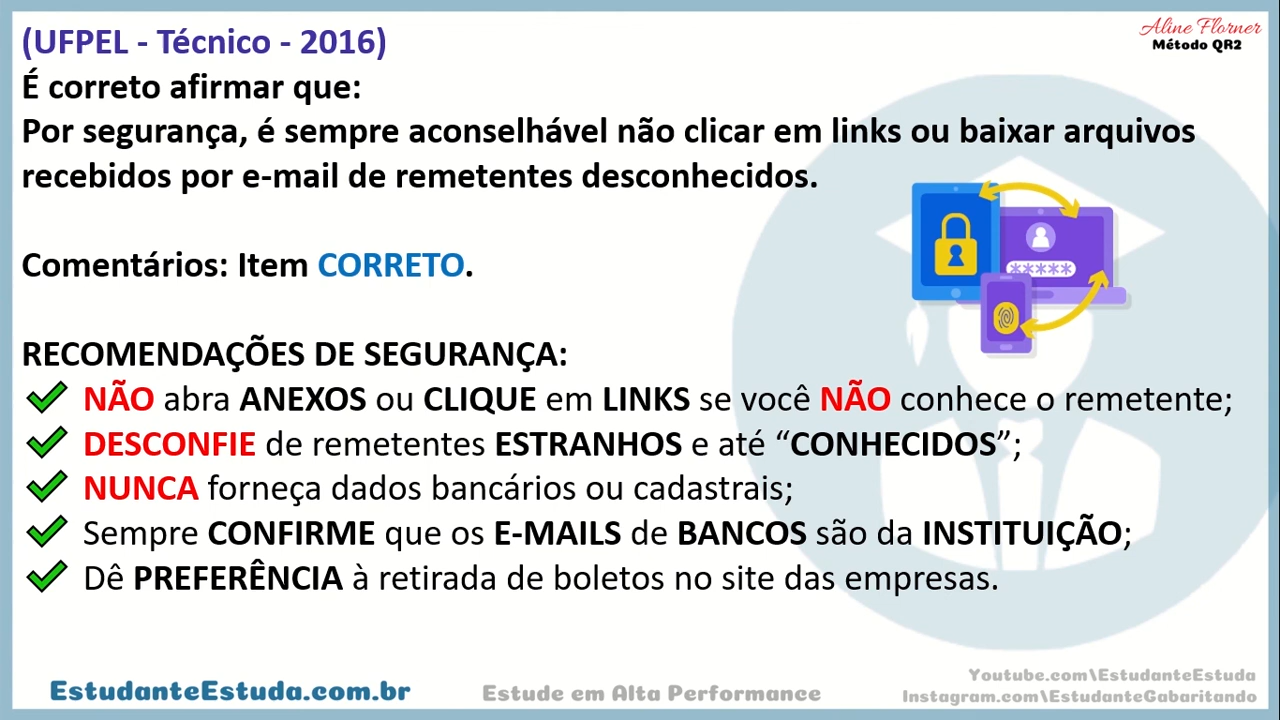 (UFPEL - Técnico - 2016)
Aline Florner
Método QR2
É correto afirmar que:
Por segurança, é sempre aconselhável não clicar em links ou baixar arquivos
recebidos por e-mail de remetentes desconhecidos.
*****
Comentários: Item CORRETO.
RECOMENDAÇÕES DE SEGURANÇA:
NÃO abra ANEXOS ou CLIQUE em LINKS se você NÃO conhece o remetente;
DESCONFIE de remetentes ESTRANHOS e até “CONHECIDOS”;
NUNCA forneça dados bancários ou cadastrais;
Sempre CONFIRME que os E-MAILS de BANCOS são da INSTITUIÇÃO;
Dê PREFERÊNCIA à retirada de boletos no site das empresas.
EstudanteEstuda.com.br
Estude em Alta Performance
Youtube.com\EstudanteEstuda
Instagram.com\EstudanteGabaritando